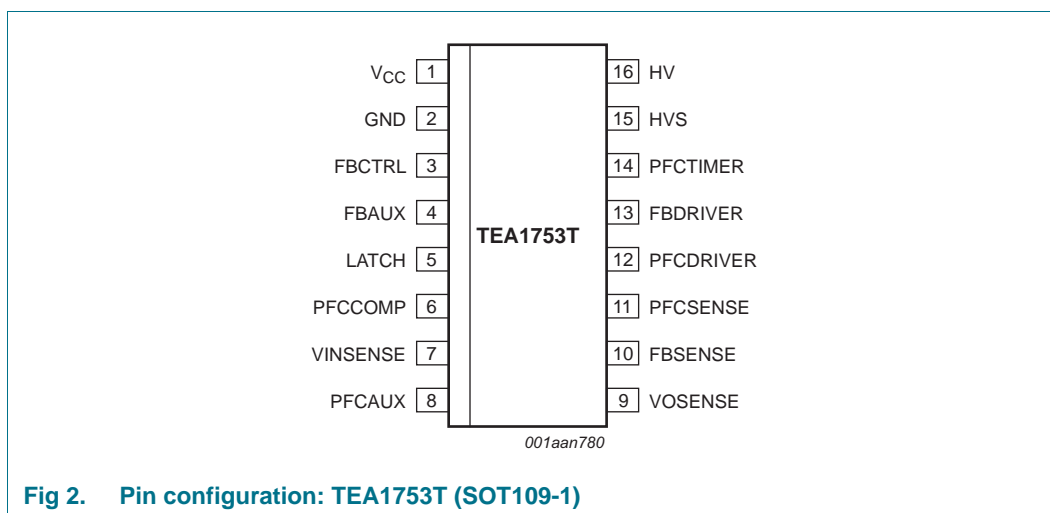 VCC 1
GND 2
FBCTRL 3
FBAUX 4
LATCH 5
PFCCOMP 6
VINSENSE 7
PFCAUX 8
TEA1753T
16 HV
15 HVS
14 PFCTIMER
13 FBDRIVER
12 PFCDRIVER
11 PFCSENSE
10 FBSENSE
9 VOSENSE
001aan780
Fig 2. Pin configuration: TEA1753T (SOT109-1)